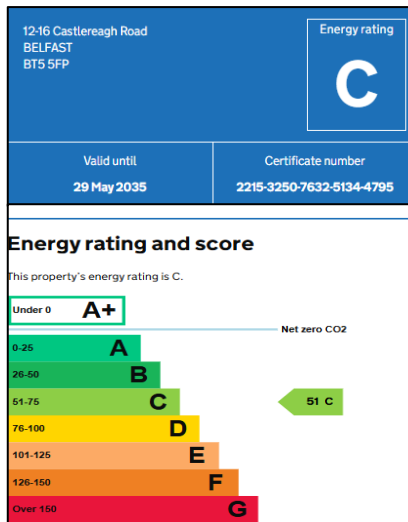 12-16 Castlereagh Road
BELFAST
BT5 5FP
Energy rating
C
Valid until
29 May 2035
Certificate number
2215-3250-7632-5134-4795
Energy rating and score
This property's energy rating is C.
Under 0 A+
Net zero CO2
0-25 A
26-50 B
51-75 C
51 C
76-100 D
101-125 E
126-150 F
Over 150 G